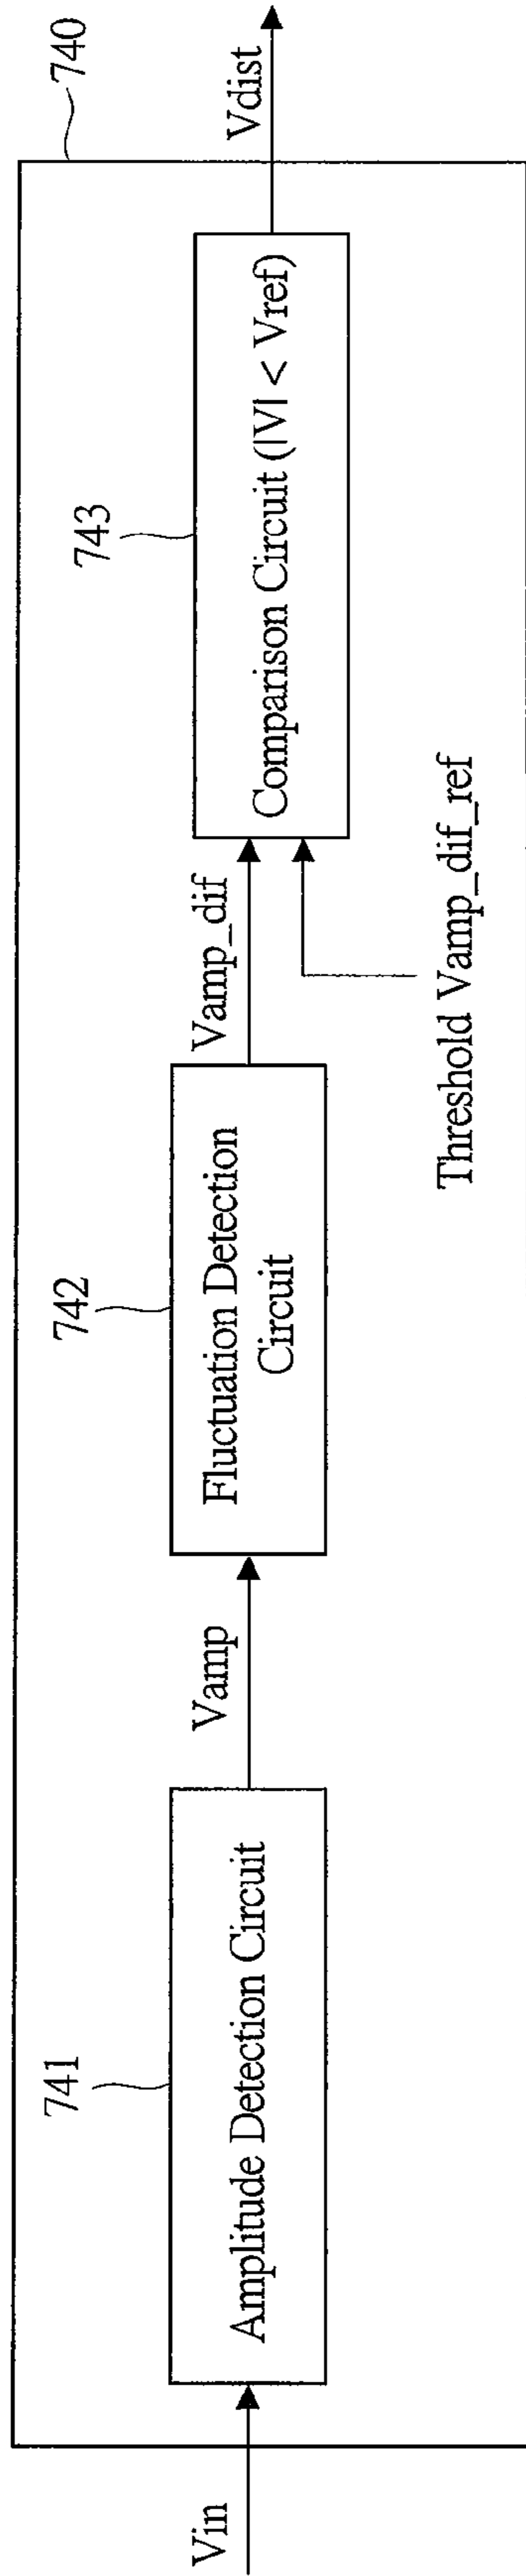 740
Vin
741
Amplitude Detection Circuit
Vamp
742
Fluctuation Detection
Circuit
Vamp_dif
Threshold Vamp_dif_ref
743
Comparison Circuit (|V| < Vref)
Vdist